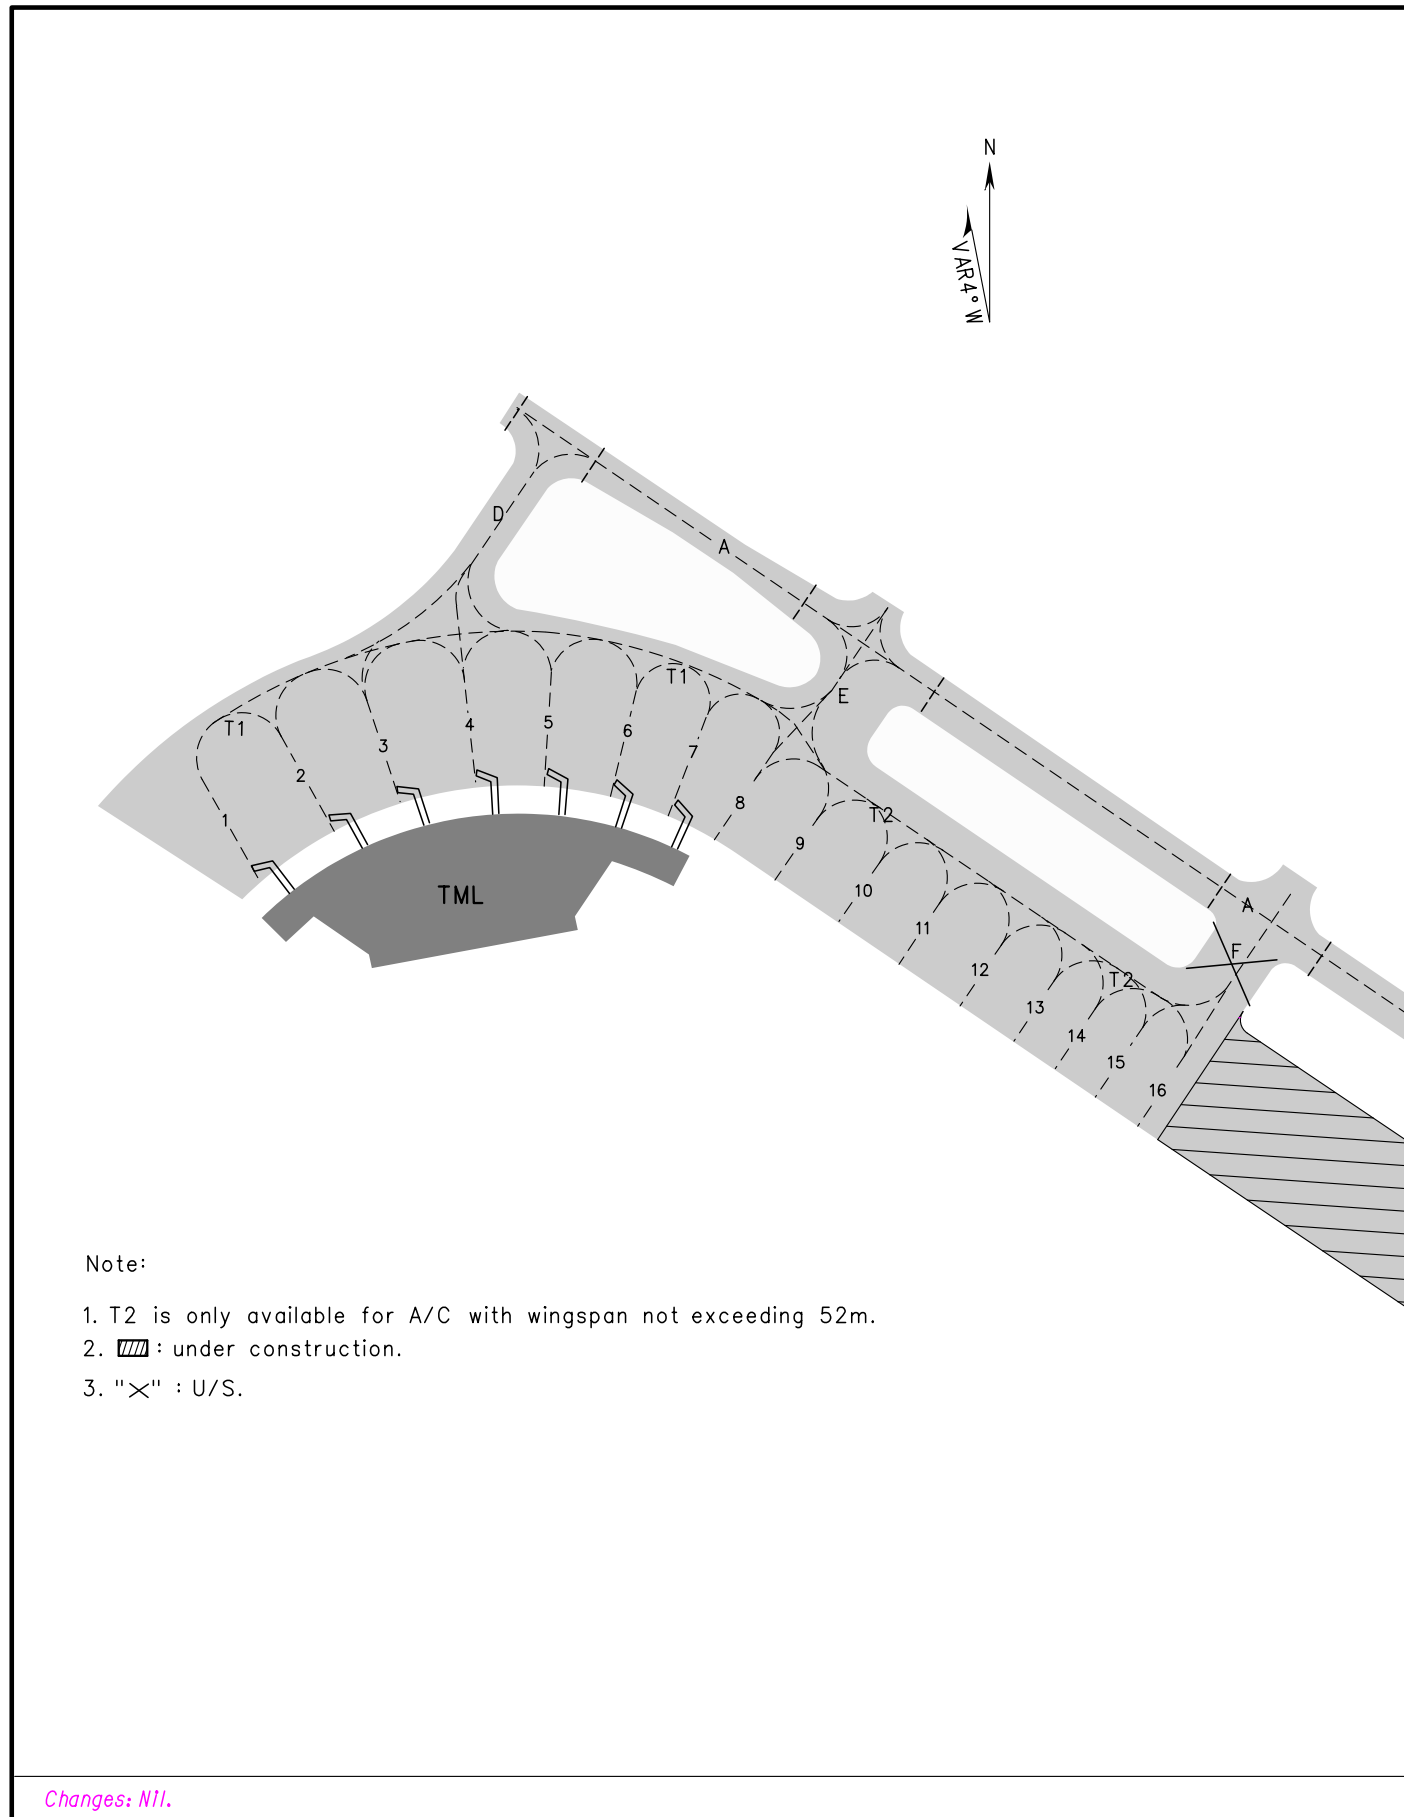 N
VAR4°W
D
A
T1
E
T1
4
5
6
3
7
2
8
T2
1
9
10
TML
A
11
F
12
T2
13
14
15
16
Note:
1. T2 is only available for A/C with wingspan not exceeding 52m.
2. : under construction.
3. "×" : U/S.
Changes: Nil.